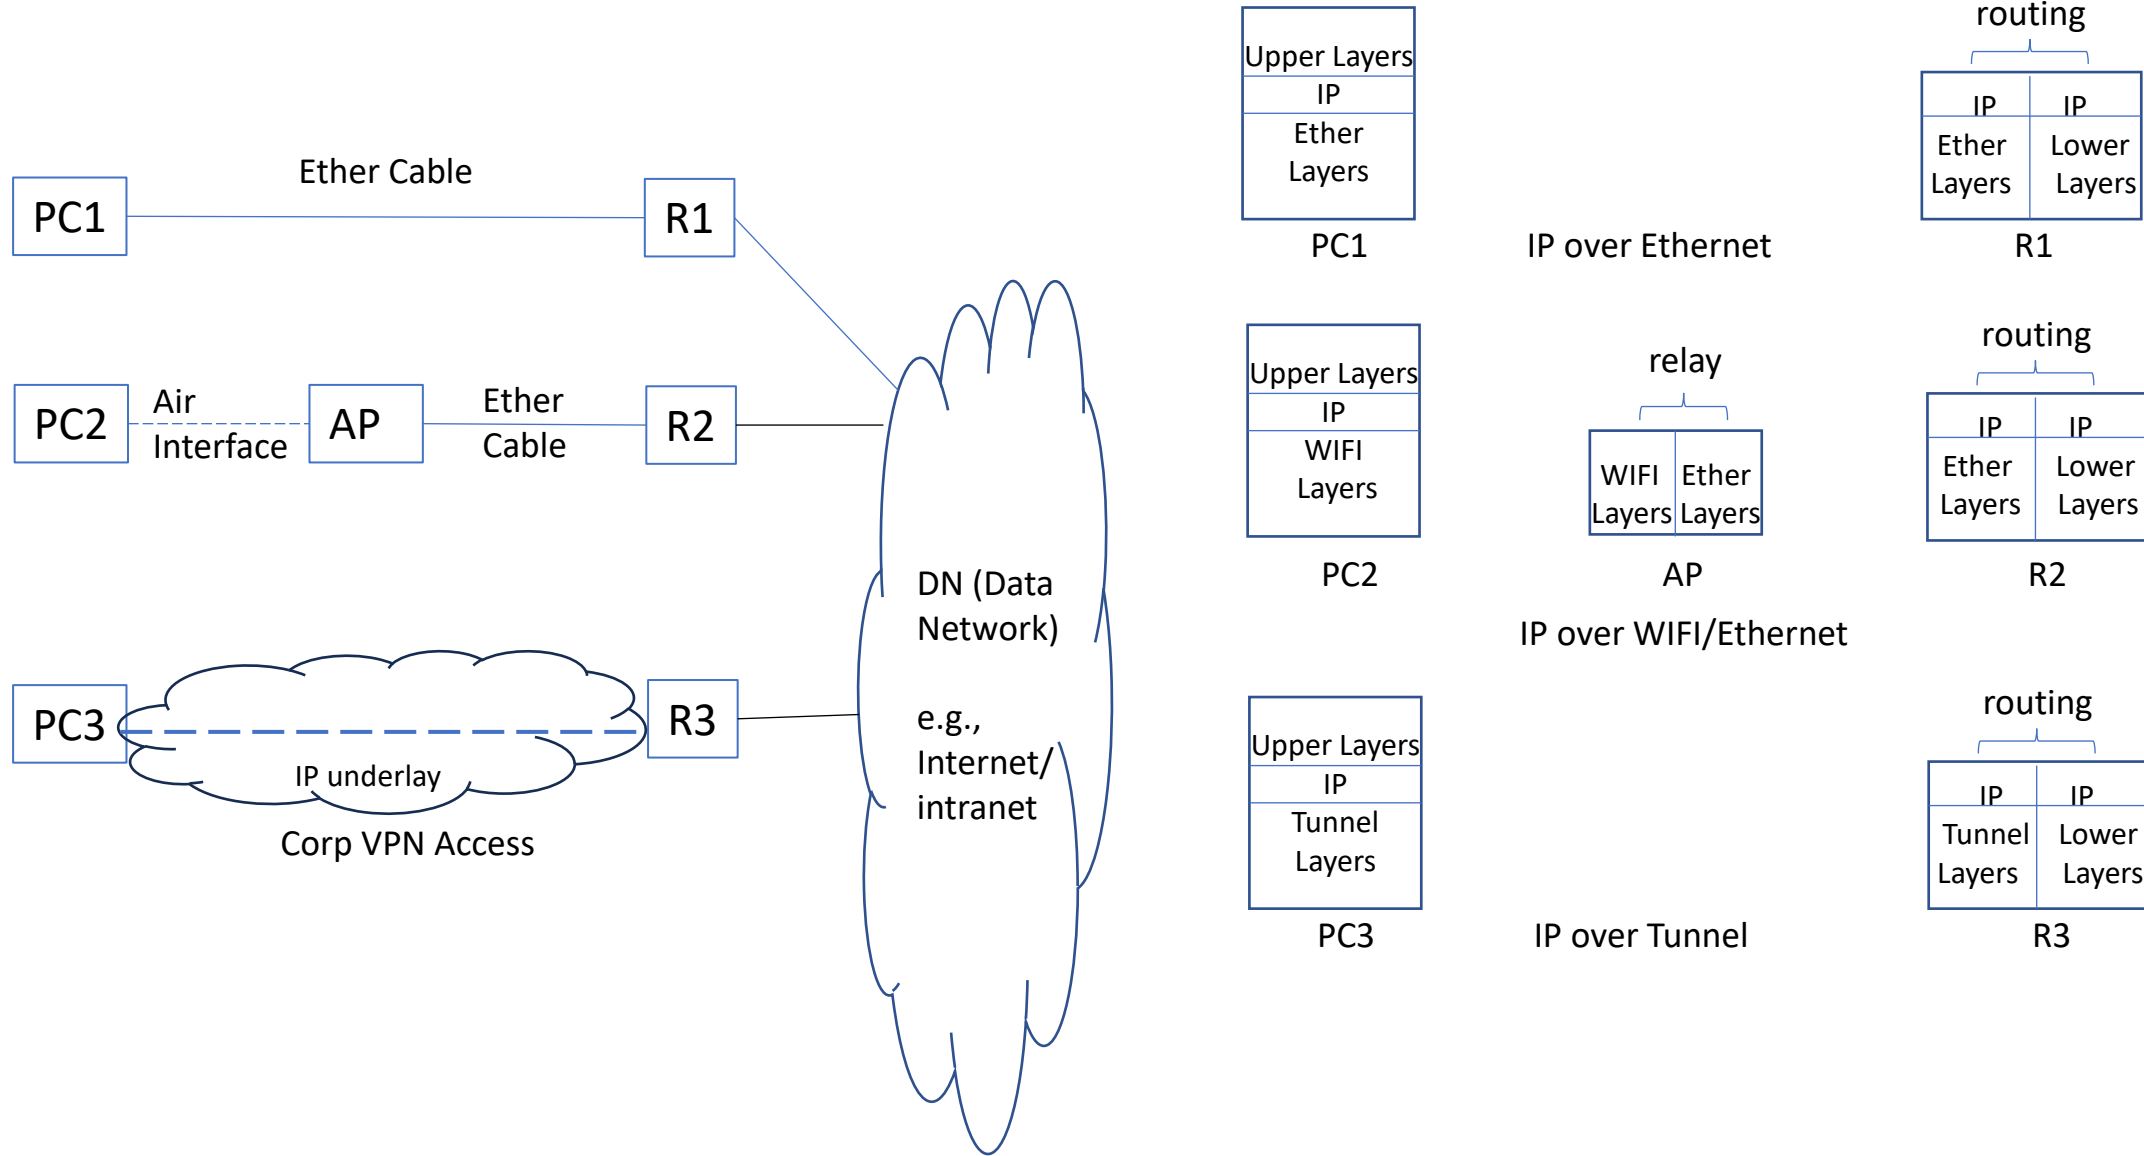 Ether Cable
PC1
R1
PC2
Air
Interface
AP
Ether
Cable
R2
PC3
IP underlay
R3
Corp VPN Access
DN (Data
Network)
e.g.,
Internet/
intranet
Upper Layers
IP
Ether
Layers
PC1
IP over Ethernet
routing
IP
IP
Ether
Layers
Lower
Layers
R1
Upper Layers
IP
WIFI
Layers
PC2
relay
WIFI
Layers
Ether
Layers
AP
routing
IP
IP
Ether
Layers
Lower
Layers
R2
IP over WIFI/Ethernet
Upper Layers
IP
Tunnel
Layers
PC3
IP over Tunnel
routing
IP
IP
Tunnel
Layers
Lower
Layers
R3